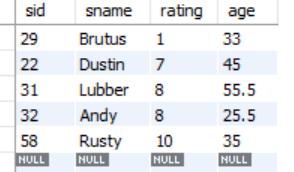 sid sname rating age
29 Brutus 1 33
22 Dustin 7 45
31 Lubber 8 55.5
32 Andy 8 25.5
58 Rusty 10 35
NULL NULL NULL NULL